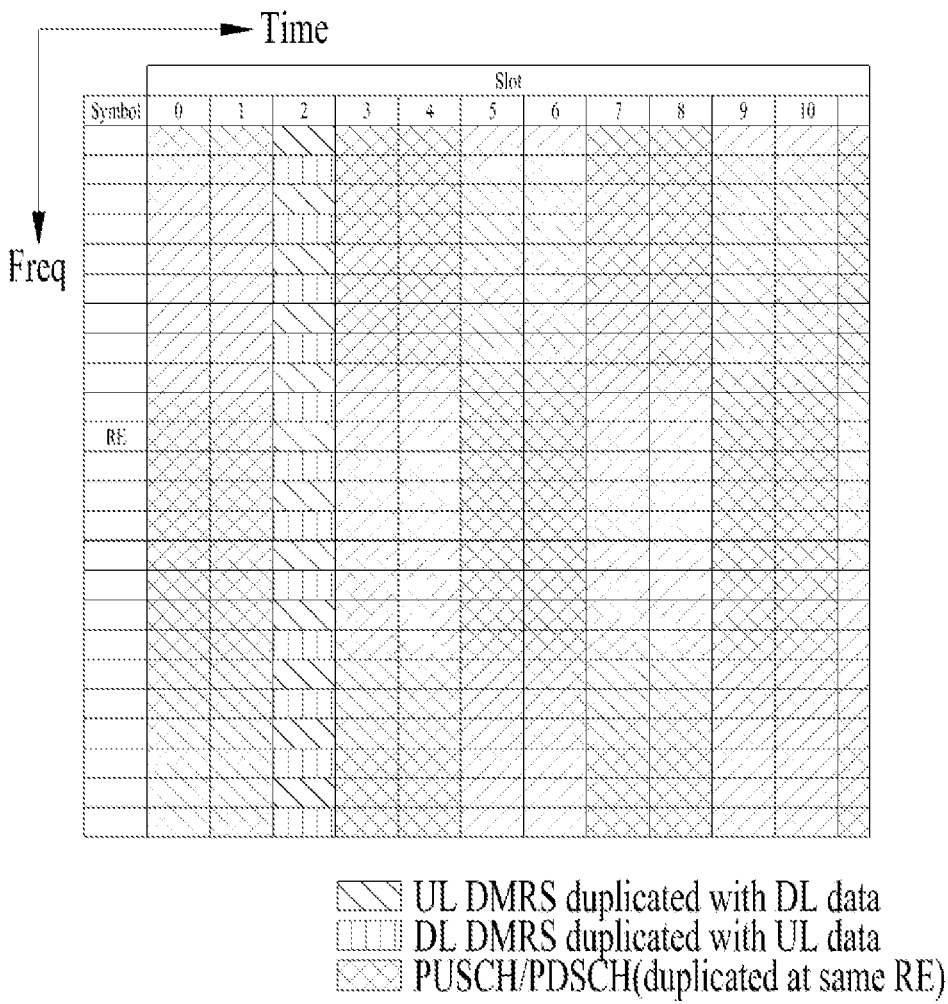 Time
Slot
Symbol 0 1 2 3 4 5 6 7 8 9 10
Freq
RE
UL DMRS duplicated with DL data
DL DMRS duplicated with UL data
PUSCH/PDSCH(duplicated at same RE)